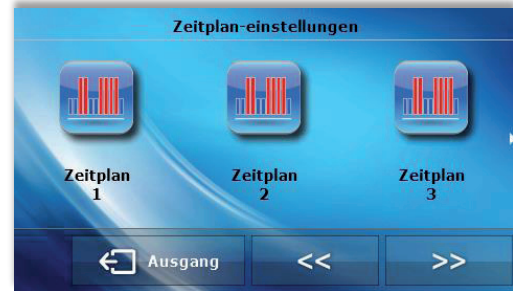 Zeitplan-einstellungen
Zeitplan
1
Zeitplan
2
Zeitplan
3
Ausgang
<<
>>